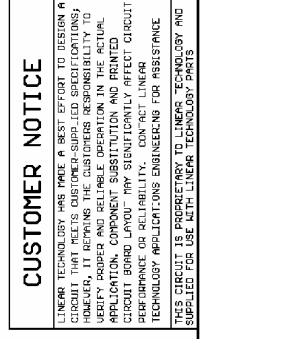 CUSTOMER NOTICE
LINEAR TECHNOLOGY HAS MADE A BEST EFFORT TO DESIGN A
CIRCUIT THAT MEETS CUSTOMER-SUPPLIED SPECIFICATIONS;
HOWEVER, IT REMAINS THE CUSTOMERS RESPONSIBILITY TO
VERIFY PROPER AND RELIABLE OPERATION IN THE ACTUAL
APPLICATION. COMPONENT SUBSTITUTION AND PRINTED
CIRCUIT BOARD LAYOUT MAY SIGNIFICANTLY AFFECT CIRCUIT
PERFORMANCE OR RELIABILITY. CONTACT LINEAR
TECHNOLOGY APPLICATIONS ENGINEERING FOR ASSISTANCE
THIS CIRCUIT IS PROPRIETARY TO LINEAR TECHNOLOGY AND
SUPPLIED FOR USE WITH LINEAR TECHNOLOGY PARTS